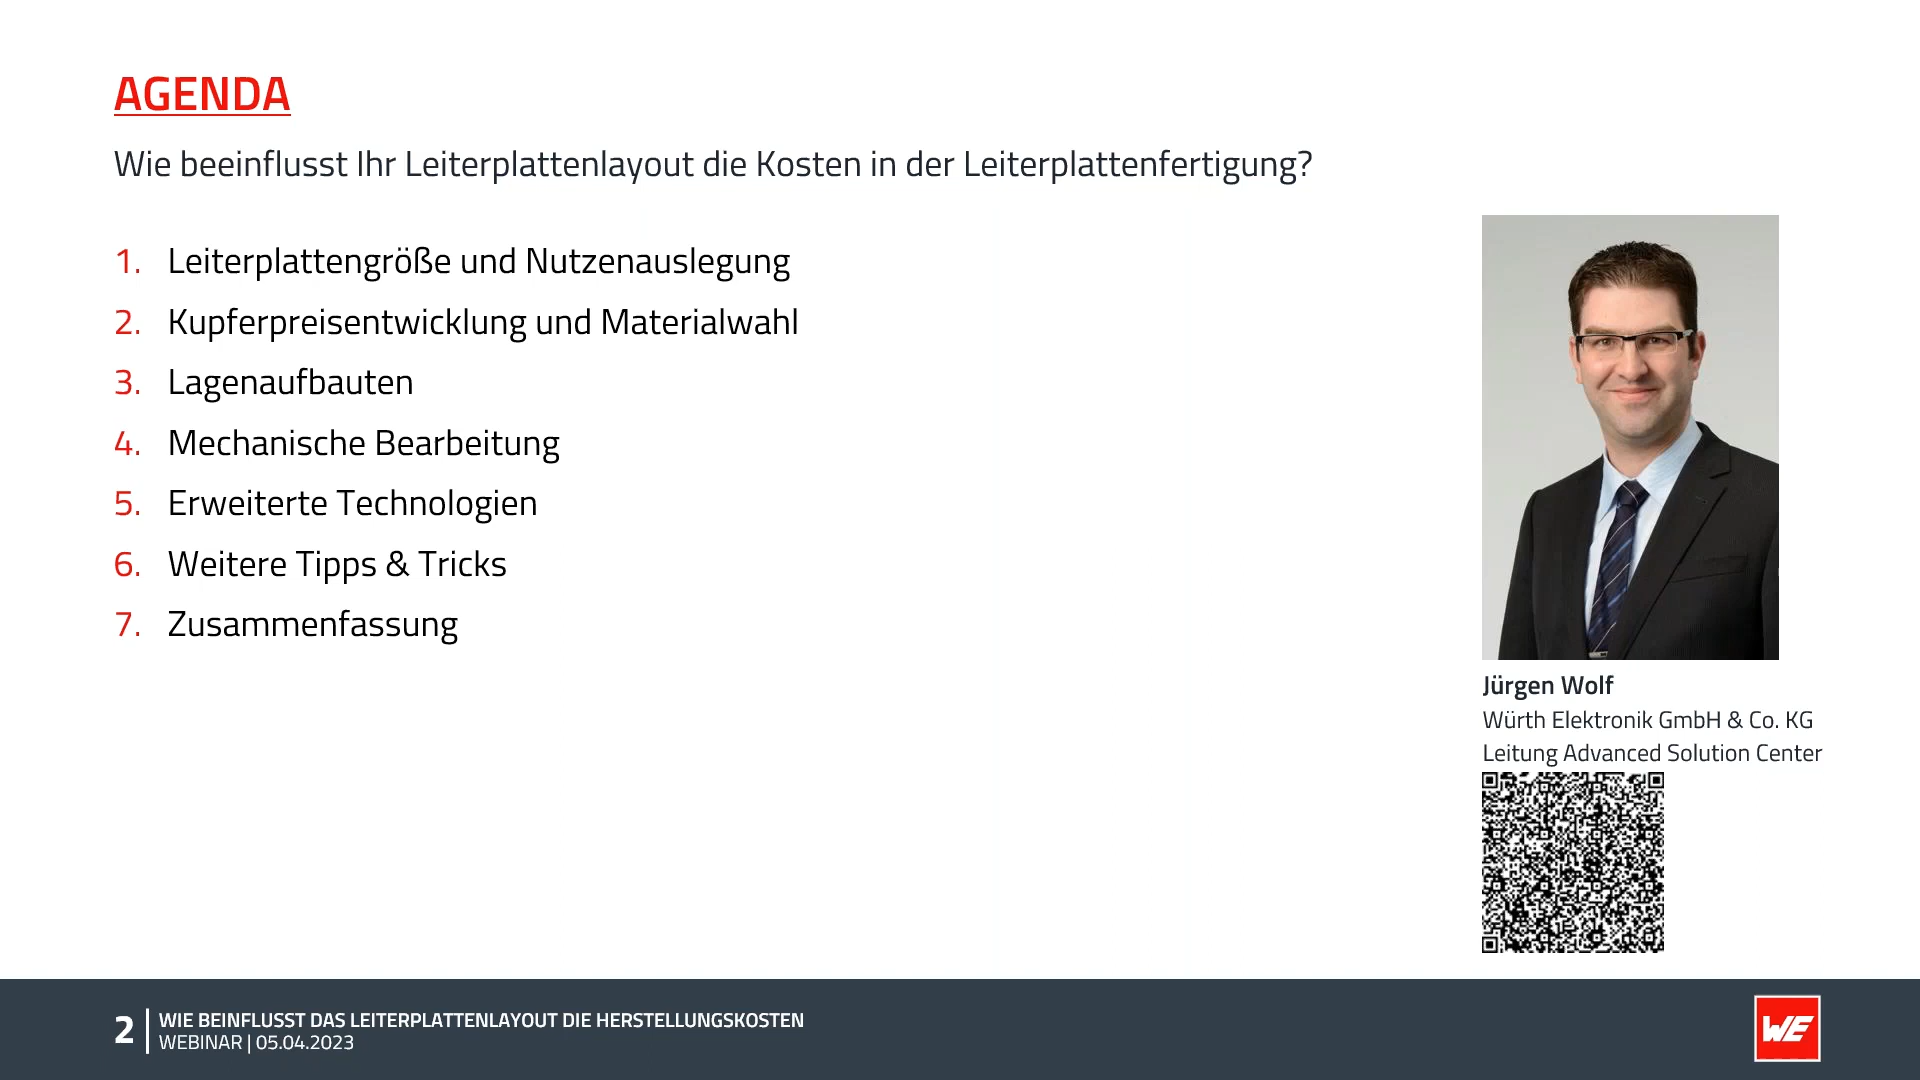 AGENDA
Wie beeinflusst Ihr Leiterplattenlayout die Kosten in der Leiterplattenfertigung?
1. Leiterplattengröße und Nutzenauslegung
2. Kupferpreisentwicklung und Materialwahl
3. Lagenaufbauten
4. Mechanische Bearbeitung
5. Erweiterte Technologien
6. Weitere Tipps & Tricks
7. Zusammenfassung
Jürgen Wolf
Würth Elektronik GmbH & Co. KG
Leitung Advanced Solution Center
2
WIE BEINFLUSST DAS LEITERPLATTENLAYOUT DIE HERSTELLUNGSKOSTEN
WEBINAR | 05.04.2023
WE